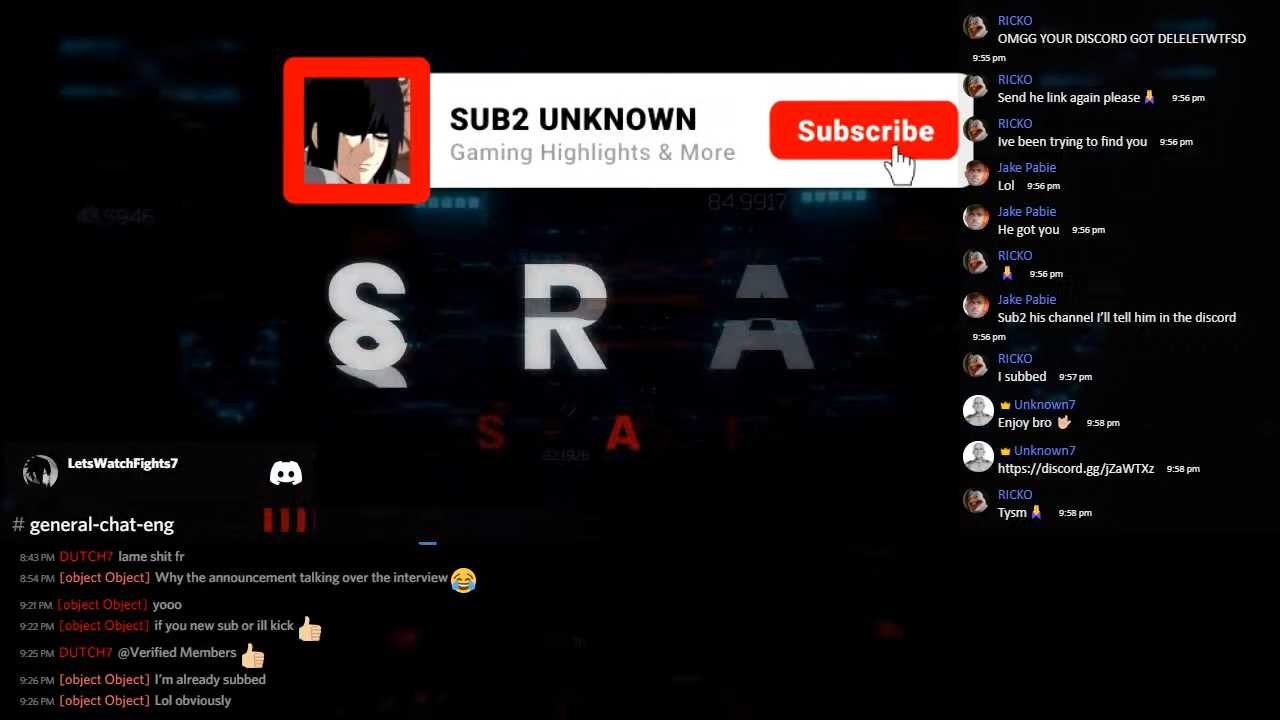 SUB2 UNKNOWN
Gaming Highlights & More
Subscribe
43.9946
84.9917
S R A
S A
LetsWatchFights7
# general-chat-eng
8:43 PM DUTCH7 lame shit fr
8:54 PM [object Object] Why the announcement talking over the interview 😂
9:21 PM [object Object] yooo
9:22 PM [object Object] if you new sub or ill kick 👍🏼
9:25 PM DUTCH7 @Verified Members 👍🏼
9:26 PM [object Object] I'm already subbed
9:26 PM [object Object] Lol obviously
RICKO
OMGG YOUR DISCORD GOT DELELETWTFSD
9:55 pm
RICKO
Send he link again please 9:56 pm
RICKO
Ive been trying to find you 9:56 pm
Jake Pabie
Lol 9:56 pm
Jake Pabie
He got you 9:56 pm
RICKO
9:56 pm
Jake Pabie
Sub2 his channel I'll tell him in the discord
9:56 pm
RICKO
I subbed 9:57 pm
Unknown7
Enjoy bro 9:58 pm
Unknown7
https://discord.gg/jZaWTXz 9:58 pm
RICKO
Tysm 9:58 pm